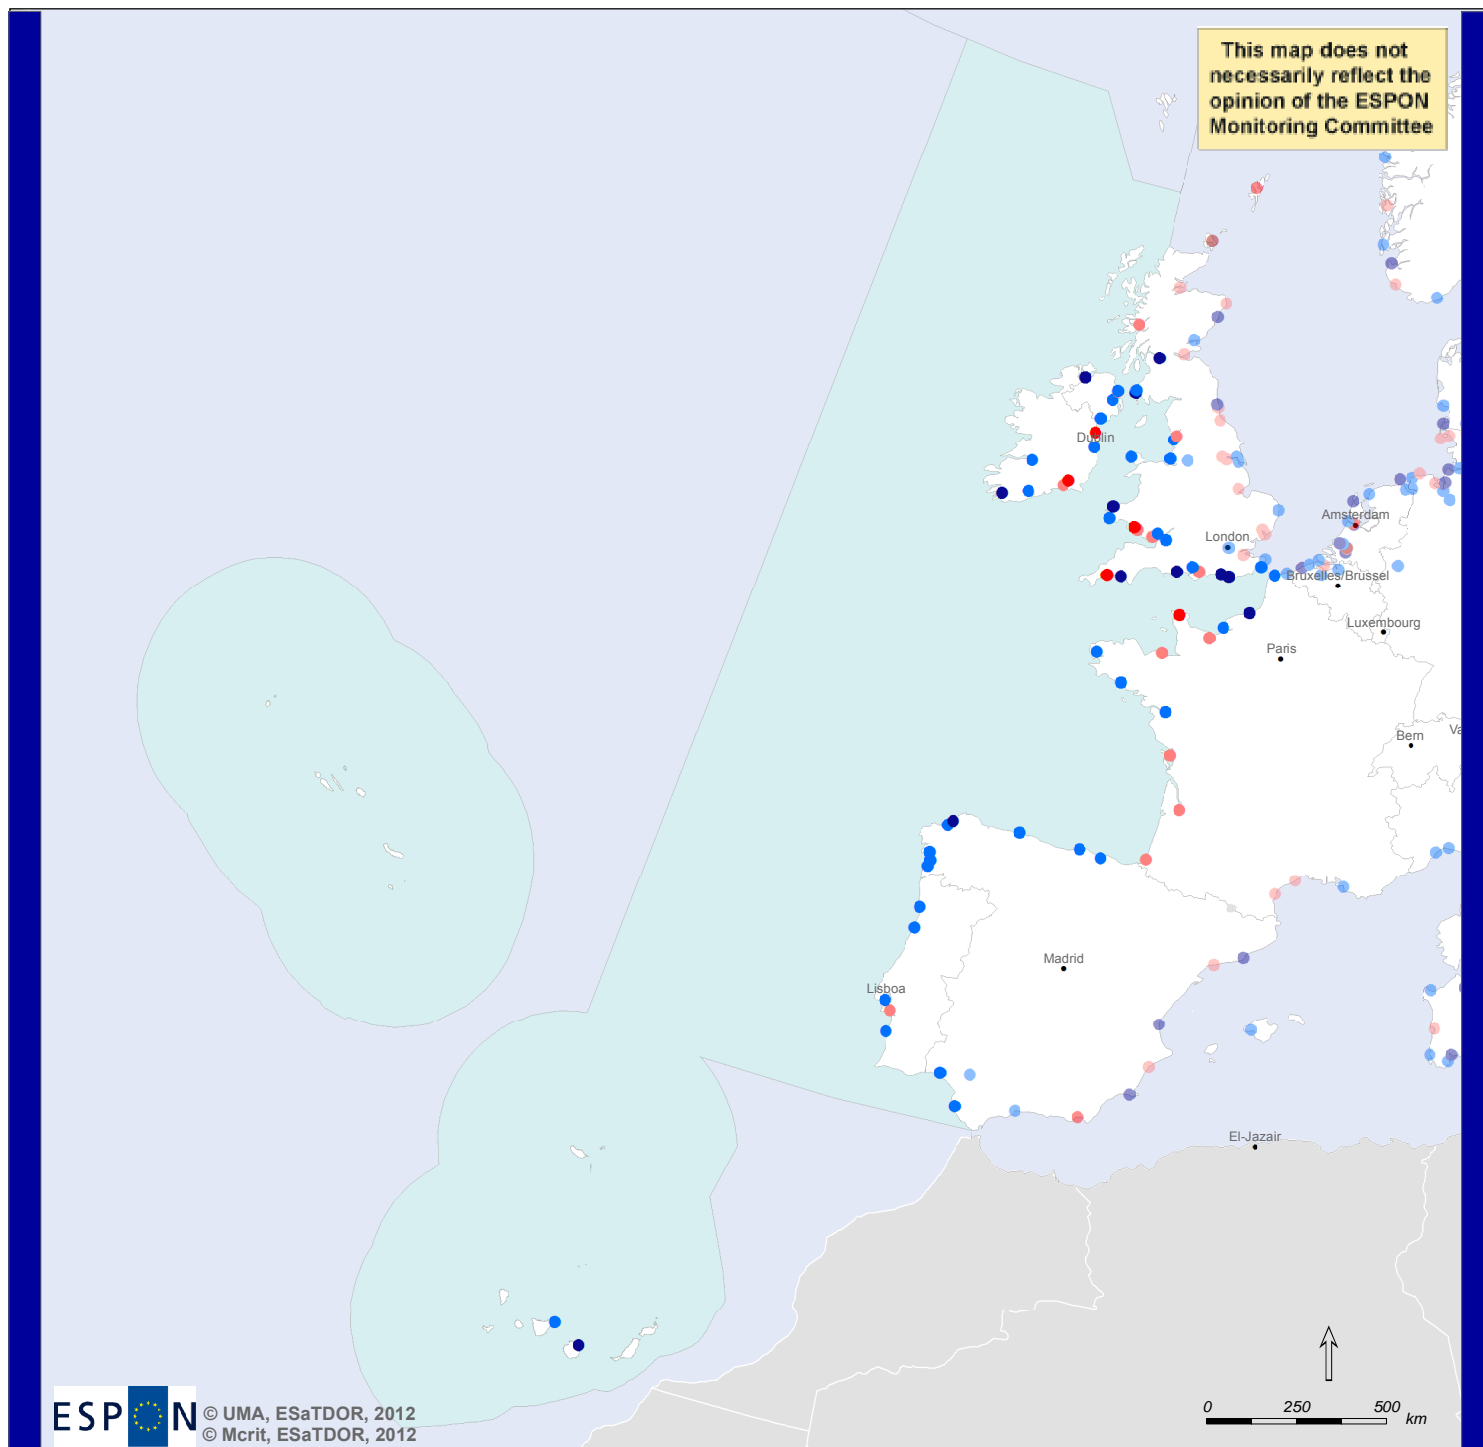 This map does not
necessarily reflect the
opinion of the ESPON
Monitoring Committee
Dublin
Amsterdam
London
Bruxelles/Brussel
Luxembourg
Paris
Va
Bern
Madrid
Lisboa
El-Jazair
0 250 500 km
ESPON
© UMA, ESaTDOR, 2012
© Mcrit, ESaTDOR, 2012